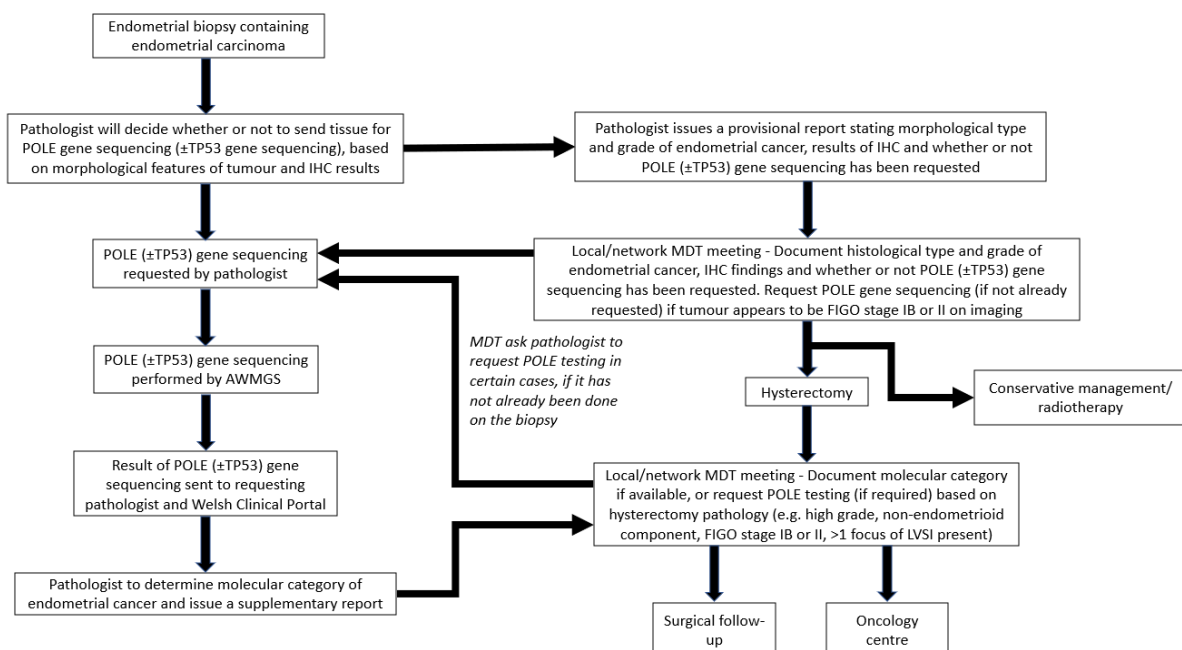 Endometrial biopsy containing
endometrial carcinoma
Pathologist will decide whether or not to send tissue for
POLE gene sequencing (±TP53 gene sequencing), based
on morphological features of tumour and IHC results
Pathologist issues a provisional report stating morphological type
and grade of endometrial cancer, results of IHC and whether or not
POLE (±TP53) gene sequencing has been requested
POLE (±TP53) gene sequencing
requested by pathologist
Local/network MDT meeting - Document histological type and grade of
endometrial cancer, IHC findings and whether or not POLE (±TP53) gene
sequencing has been requested. Request POLE gene sequencing (if not already
requested) if tumour appears to be FIGO stage IB or II on imaging
MDT ask pathologist to
request POLE testing in
certain cases, if it has
not already been done
on the biopsy
POLE (±TP53) gene sequencing
performed by AWMGS
Hysterectomy
Conservative management/
radiotherapy
Result of POLE (±TP53) gene
sequencing sent to requesting
pathologist and Welsh Clinical Portal
Local/network MDT meeting - Document molecular category
if available, or request POLE testing (if required) based on
hysterectomy pathology (e.g. high grade, non-endometrioid
component, FIGO stage IB or II, >1 focus of LVSI present)
Pathologist to determine molecular category of
endometrial cancer and issue a supplementary report
Surgical follow-
up
Oncology
centre